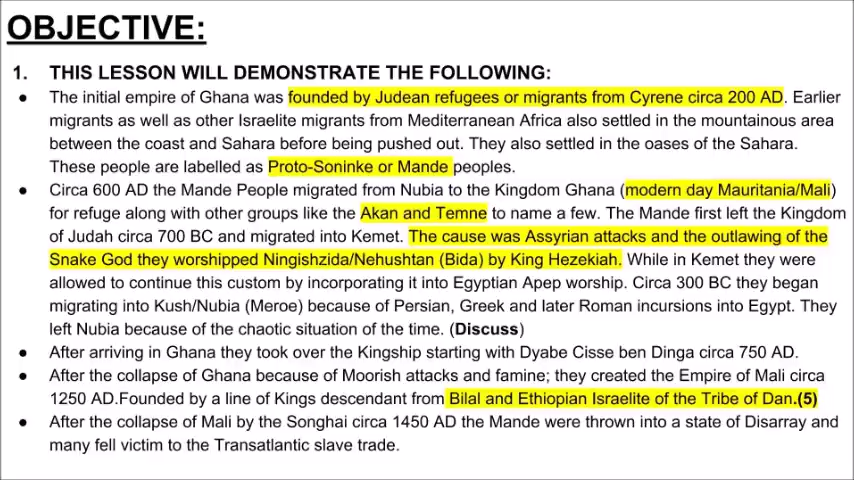 OBJECTIVE:
1. THIS LESSON WILL DEMONSTRATE THE FOLLOWING:
● The initial empire of Ghana was founded by Judean refugees or migrants from Cyrene circa 200 AD. Earlier
migrants as well as other Israelite migrants from Mediterranean Africa also settled in the mountainous area
between the coast and Sahara before being pushed out. They also settled in the oases of the Sahara.
These people are labelled as Proto-Soninke or Mande peoples.
● Circa 600 AD the Mande People migrated from Nubia to the Kingdom Ghana (modern day Mauritania/Mali)
for refuge along with other groups like the Akan and Temne to name a few. The Mande first left the Kingdom
of Judah circa 700 BC and migrated into Kemet. The cause was Assyrian attacks and the outlawing of the
Snake God they worshipped Ningishzida/Nehushtan (Bida) by King Hezekiah. While in Kemet they were
allowed to continue this custom by incorporating it into Egyptian Apep worship. Circa 300 BC they began
migrating into Kush/Nubia (Meroe) because of Persian, Greek and later Roman incursions into Egypt. They
left Nubia because of the chaotic situation of the time. (Discuss)
● After arriving in Ghana they took over the Kingship starting with Dyabe Cisse ben Dinga circa 750 AD.
● After the collapse of Ghana because of Moorish attacks and famine; they created the Empire of Mali circa
1250 AD.Founded by a line of Kings descendant from Bilal and Ethiopian Israelite of the Tribe of Dan.(5)
● After the collapse of Mali by the Songhai circa 1450 AD the Mande were thrown into a state of Disarray and
many fell victim to the Transatlantic slave trade.